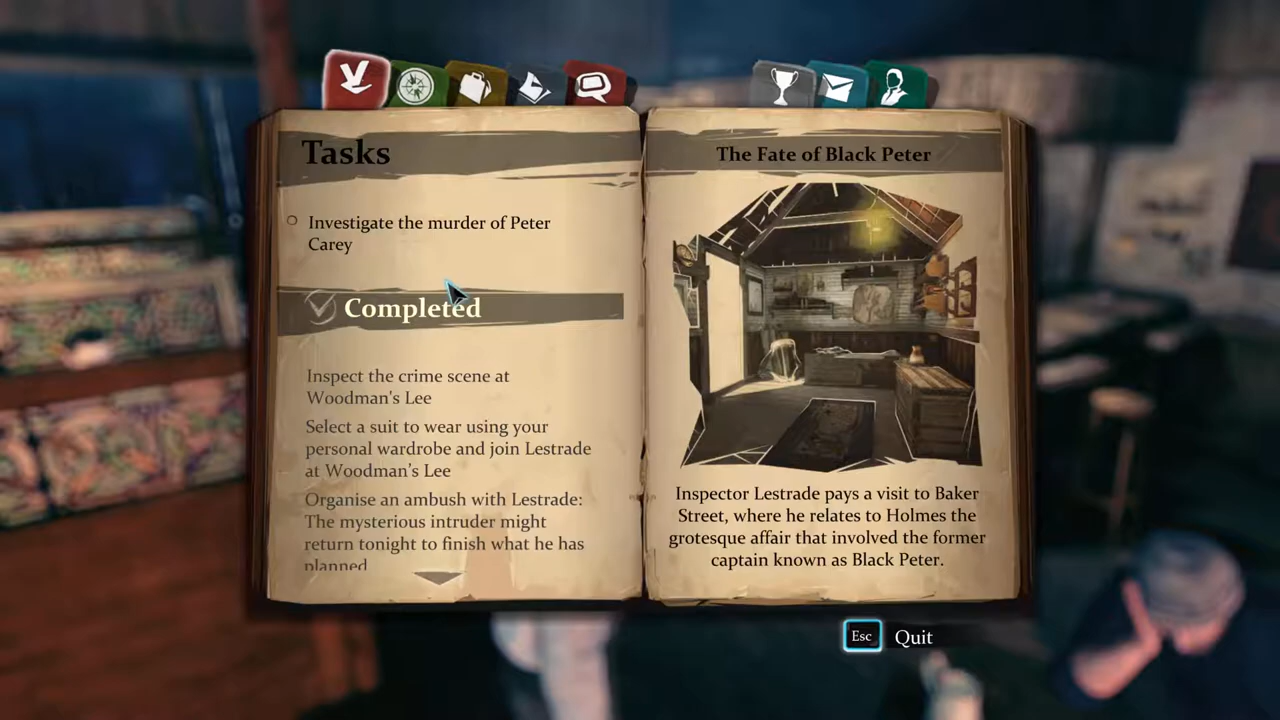 Tasks
Investigate the murder of Peter
Carey
Completed
Inspect the crime scene at
Woodman's Lee
Select a suit to wear using your
personal wardrobe and join Lestrade
at Woodman's Lee
Organise an ambush with Lestrade:
The mysterious intruder might
return tonight to finish what he has
planned
The Fate of Black Peter
Inspector Lestrade pays a visit to Baker
Street, where he relates to Holmes the
grotesque affair that involved the former
captain known as Black Peter.
Esc Quit